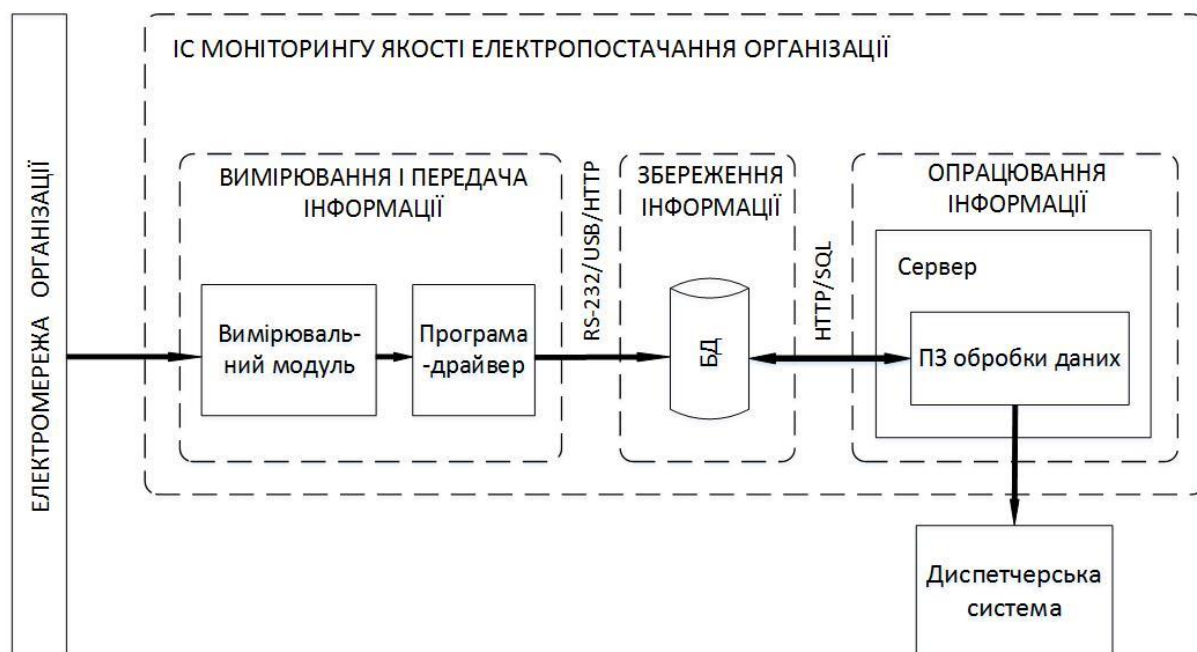 ЕЛЕКТРОМЕРЕЖА ОРГАНІЗАЦІЇ
ІС МОНІТОРИНГУ ЯКОСТІ ЕЛЕКТРОПОСТАЧАННЯ ОРГАНІЗАЦІЇ
ВИМІРЮВАННЯ І ПЕРЕДАЧА
ІНФОРМАЦІЇ
Вимірюваль-
ний модуль
Програма
-драйвер
RS-232/USB/HTTP
ЗБЕРЕЖЕННЯ
ІНФОРМАЦІЇ
БД
HTTP/SQL
ОПРАЦЮВАННЯ
ІНФОРМАЦІЇ
Сервер
ПЗ обробки даних
Диспетчерська
система